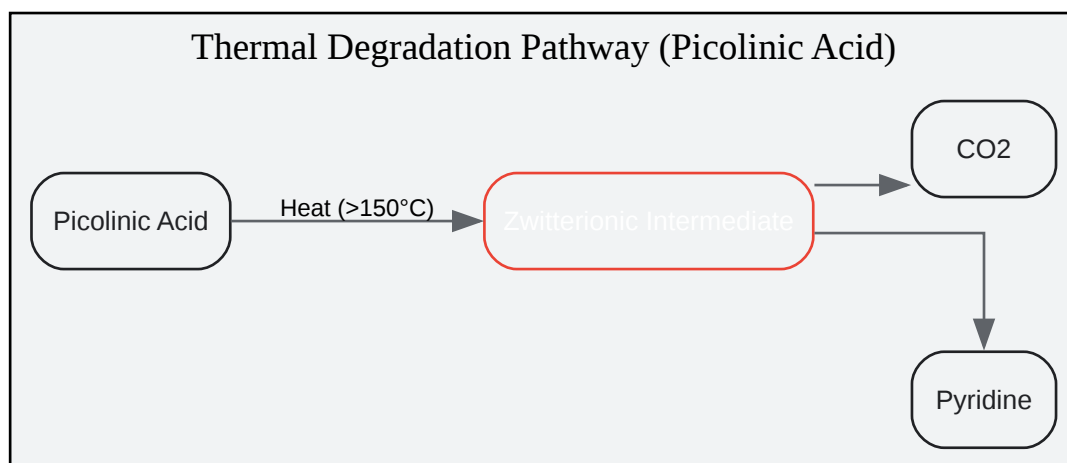 Thermal Degradation Pathway (Picolinic Acid)
CO2
Picolinic Acid
Heat (>150°C)
Zwitterionic Intermediate
Pyridine